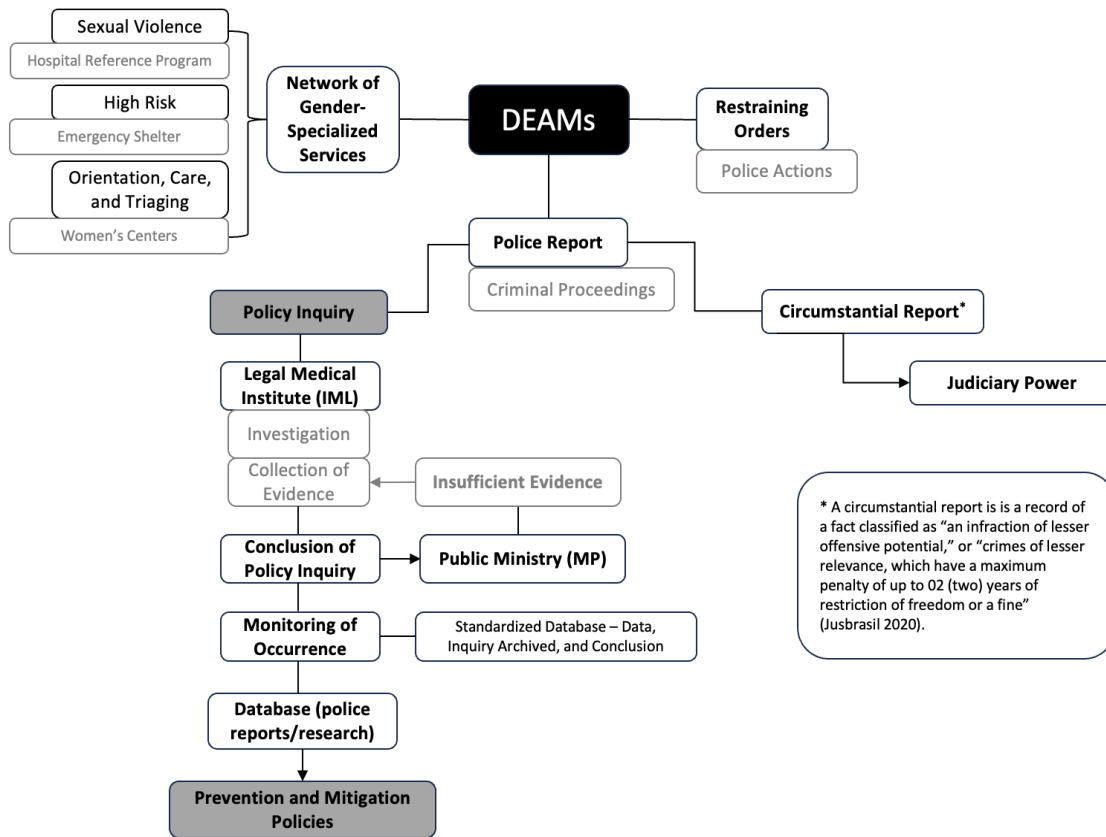 Sexual Violence
Hospital Reference Program
High Risk
Emergency Shelter
Orientation, Care,
and Triaging
Women's Centers
Network of
Gender-
Specialized
Services
DEAMs
Restraining
Orders
Police Actions
Police Report
Criminal Proceedings
Policy Inquiry
Circumstantial Report*
Judiciary Power
Legal Medical
Institute (IML)
Investigation
Collection of
Evidence
Insufficient Evidence
Conclusion of
Policy Inquiry
Public Ministry (MP)
Monitoring of
Occurrence
Standardized Database – Data,
Inquiry Archived, and Conclusion
Database (police
reports/research)
Prevention and Mitigation
Policies
* A circumstantial report is is a record of
a fact classified as “an infraction of lesser
offensive potential,” or “crimes of lesser
relevance, which have a maximum
penalty of up to 02 (two) years of
restriction of freedom or a fine”
(Jusbrasil 2020).